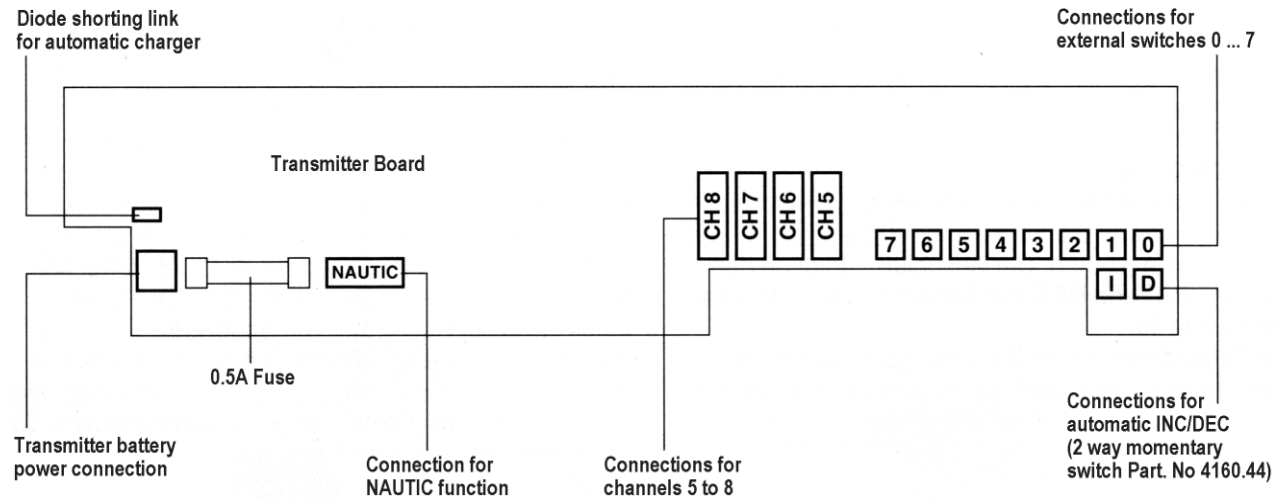 Diode shorting link
for automatic charger
Connections for
external switches 0 ... 7
Transmitter Board
CH 8
CH 7
CH 6
CH 5
7 6 5 4 3 2 1 0
NAUTIC
I D
0.5A Fuse
Transmitter battery
power connection
Connection for
NAUTIC function
Connections for
channels 5 to 8
Connections for
automatic INC/DEC
(2 way momentary
switch Part. No 4160.44)